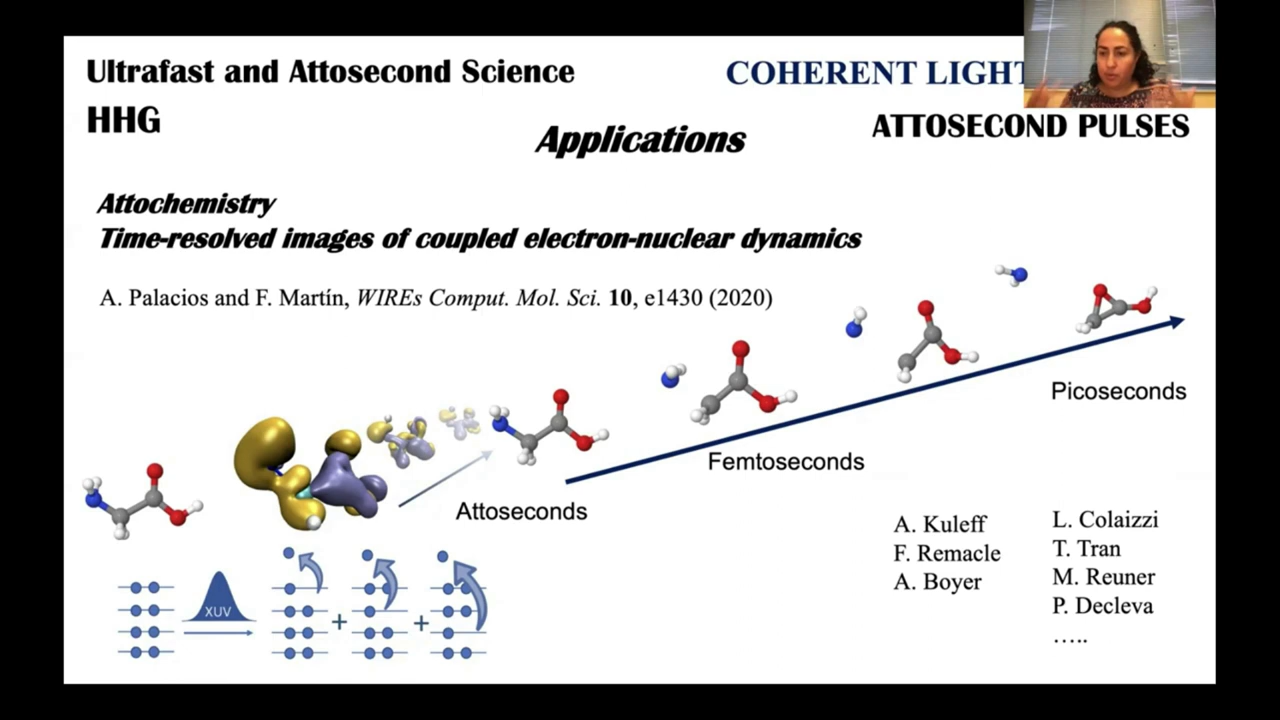 Ultrafast and Attosecond Science
COHERENT LIGHT
HHG
ATTOSECOND PULSES
Applications
Attochemistry
Time-resolved images of coupled electron-nuclear dynamics
A. Palacios and F. Martín, WIREs Comput. Mol. Sci. 10, e1430 (2020)
Picoseconds
Femtoseconds
Attoseconds
A. Kuleff
F. Remacle
A. Boyer
L. Colaizzi
T. Tran
M. Reuner
P. Decleva
.....
XUV
+
+